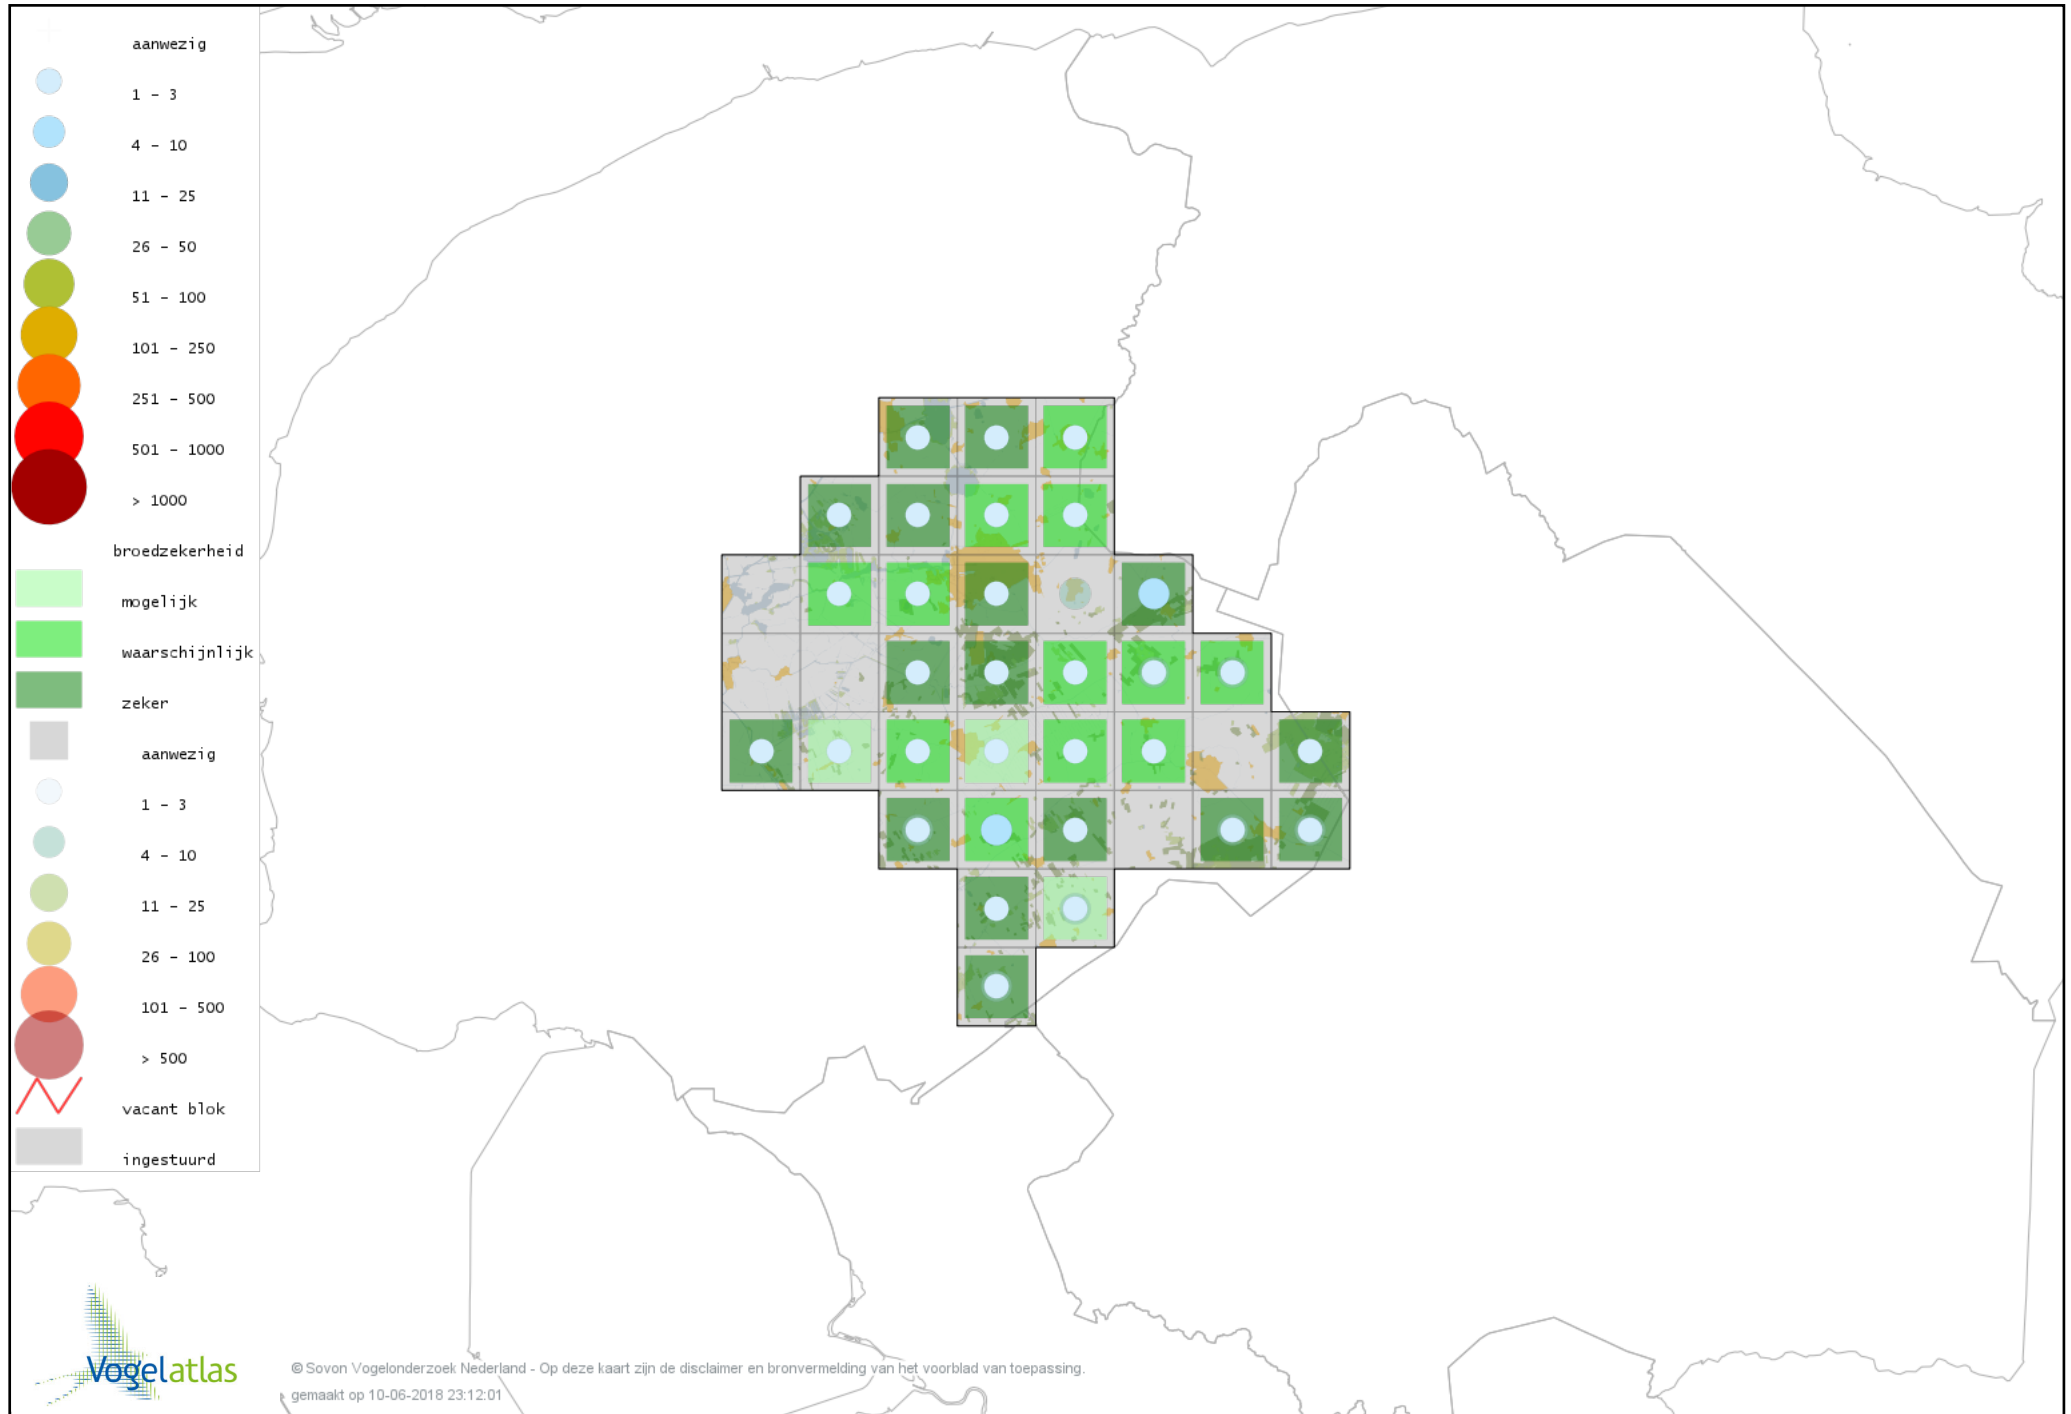 aanwezig
1 - 3
4 - 10
11 - 25
26 - 50
51 - 100
101 - 250
251 - 500
501 - 1000
> 1000
broedzekerheid
mogelijk
waarschijnlijk
zeker
aanwezig
1 - 3
4 - 10
11 - 25
26 - 100
101 - 500
> 500
vacant blok
ingestuurd
Vogelatlas
© Sovon Vogelonderzoek Nederland - Op deze kaart zijn de disclaimer en bronvermelding van het voorblad van toepassing.
gemaakt op 10-06-2018 23:12:01